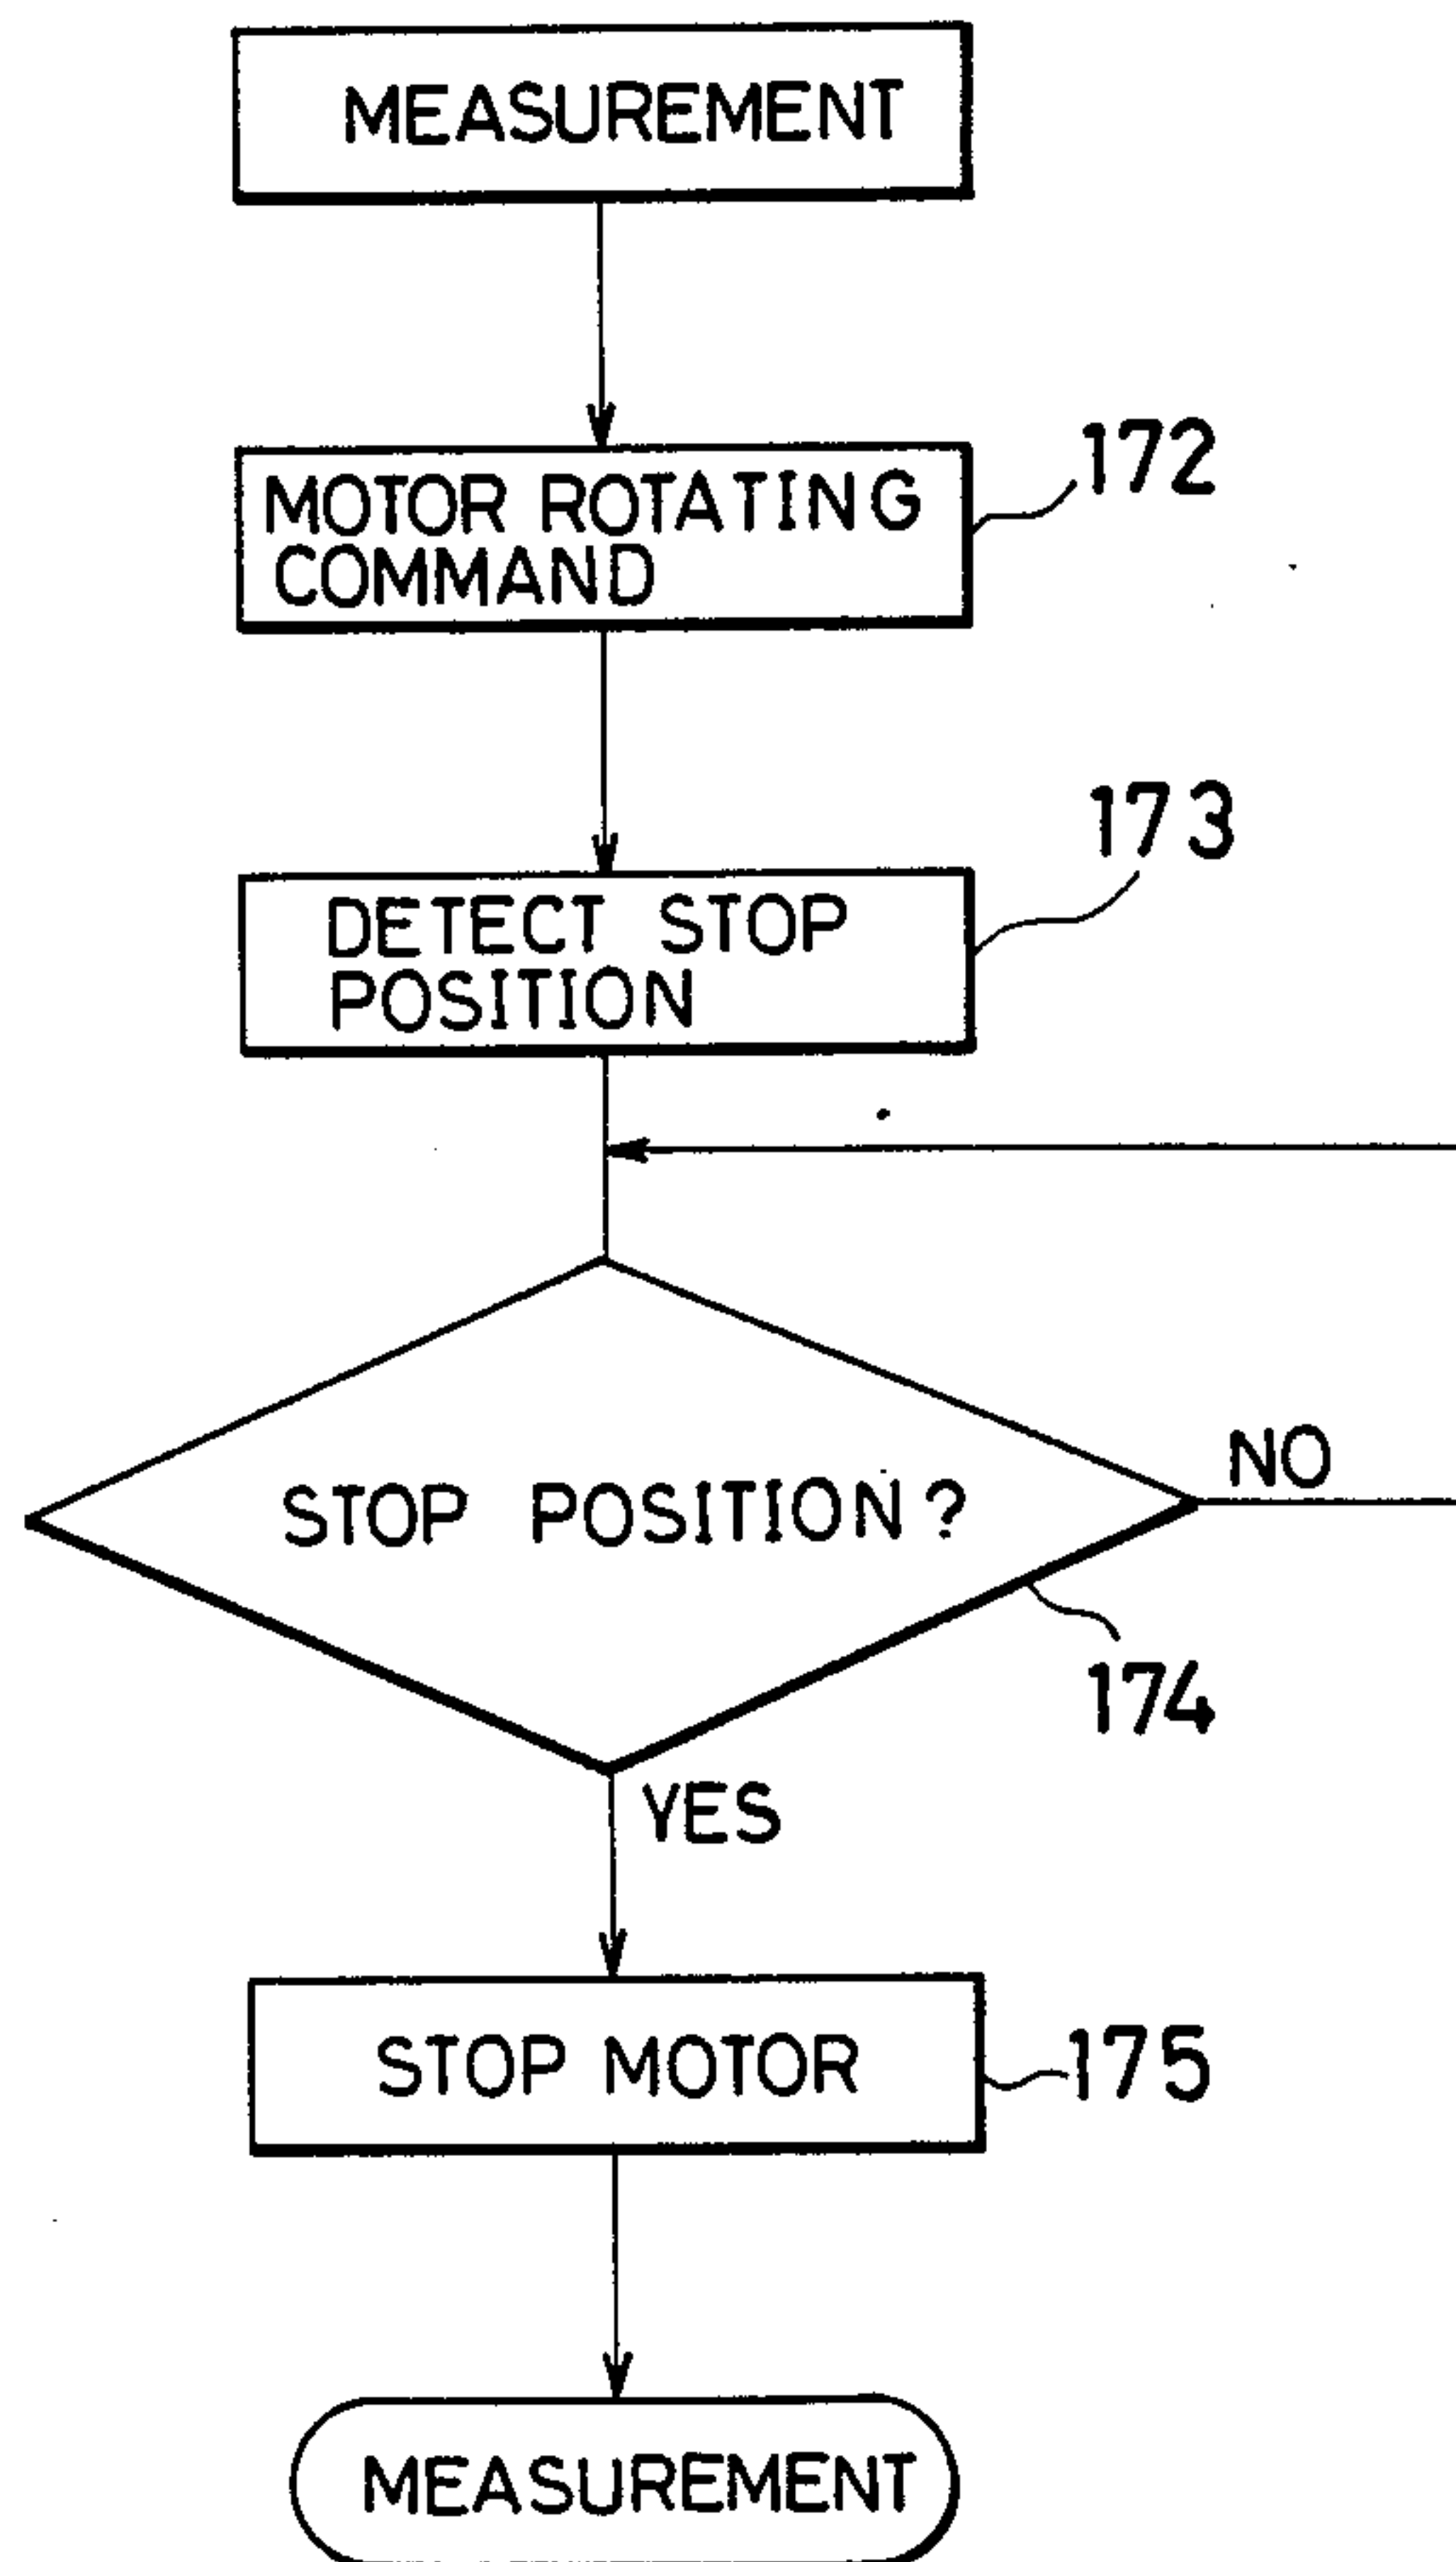 MEASUREMENT
MOTOR ROTATING
COMMAND
172
173
DETECT STOP
POSITION
NO
STOP POSITION?
174
YES
STOP MOTOR
175
MEASUREMENT